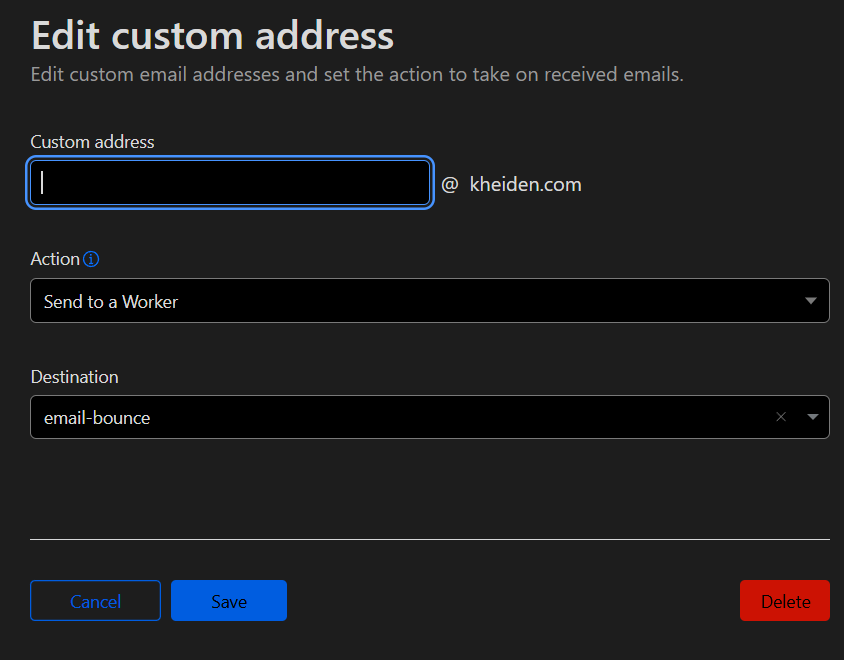 Edit custom address
Edit custom email addresses and set the action to take on received emails.
Custom address
@ kheiden.com
Action
Send to a Worker
Destination
email-bounce
Cancel Save Delete